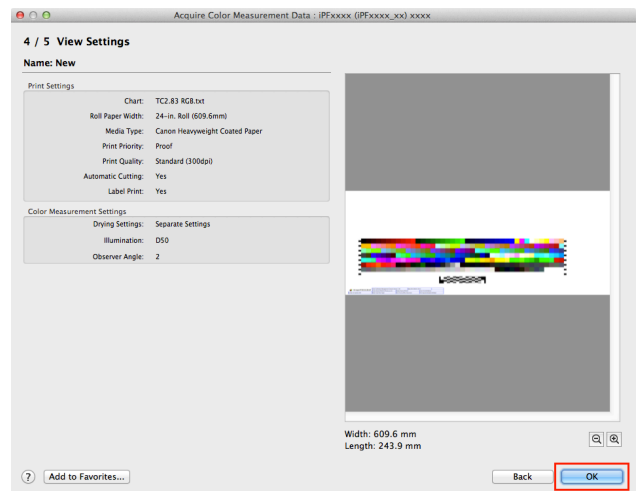 Acquire Color Measurement Data : iPFxxxx (iPFxxxx_xx) xxxx
4 / 5 View Settings
Name: New
Print Settings
Chart: TC2.83 RGB.txt
Roll Paper Width: 24-in. Roll (609.6mm)
Media Type: Canon Heavyweight Coated Paper
Print Priority: Proof
Print Quality: Standard (300dpi)
Automatic Cutting: Yes
Label Print: Yes
Color Measurement Settings
Drying Settings: Separate Settings
Illumination: D50
Observer Angle: 2
Width: 609.6 mm
Length: 243.9 mm
? Add to Favorites... Back OK